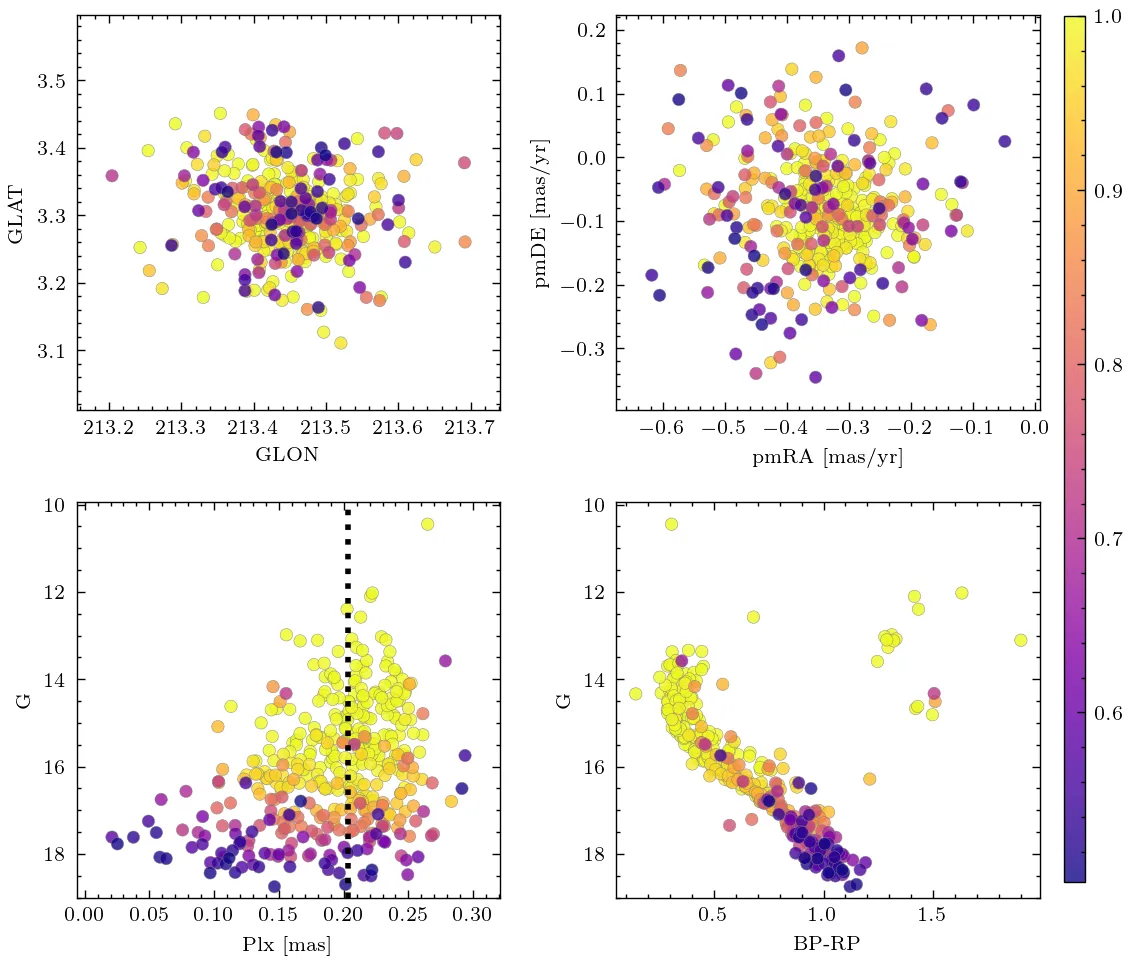 3.5
3.4
3.3
3.2
3.1
GLAT
213.2 213.3 213.4 213.5 213.6 213.7
GLON
0.2
0.1
0.0
−0.1
−0.2
−0.3
pmDE [mas/yr]
−0.6 −0.5 −0.4 −0.3 −0.2 −0.1 0.0
pmRA [mas/yr]
1.0
0.9
0.8
0.7
0.6
10
12
14
16
18
G
0.00 0.05 0.10 0.15 0.20 0.25 0.30
Plx [mas]
10
12
14
16
18
G
0.5 1.0 1.5
BP-RP